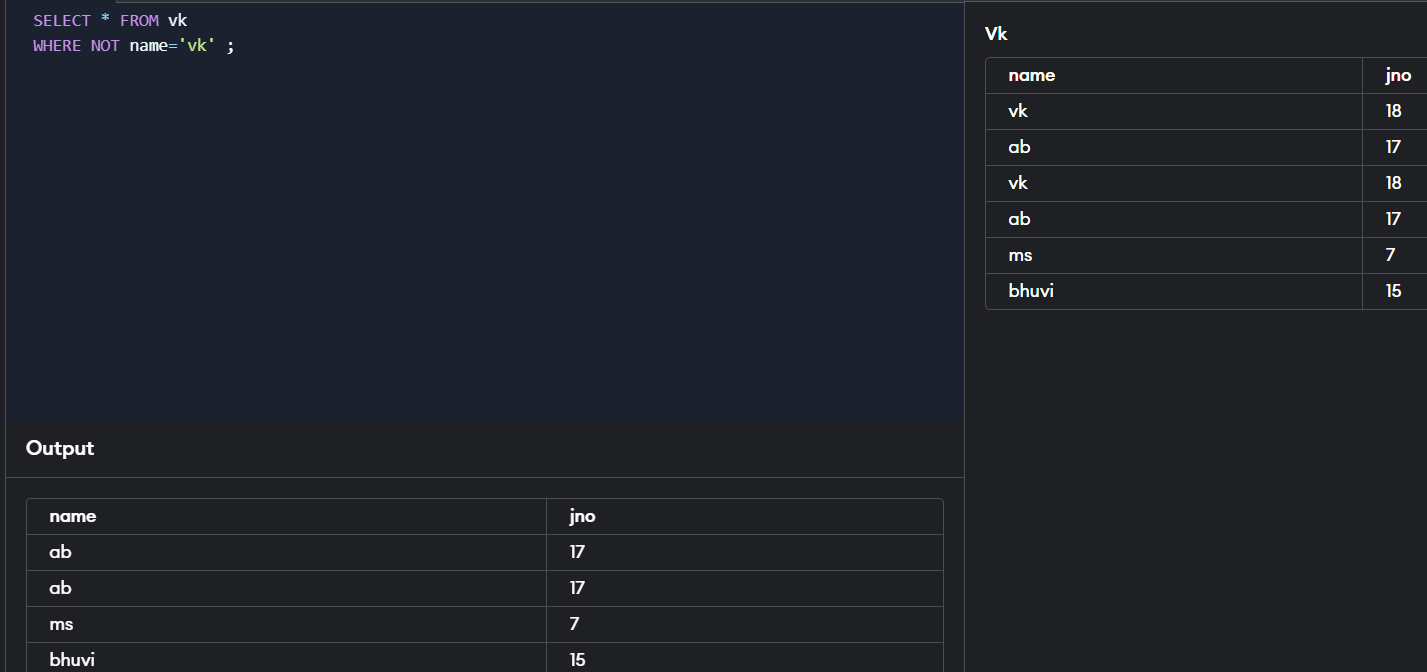 SELECT * FROM vk
WHERE NOT name='vk' ;
Output
name jno
ab 17
ab 17
ms 7
bhuvi 15
Vk
name jno
vk 18
ab 17
vk 18
ab 17
ms 7
bhuvi 15